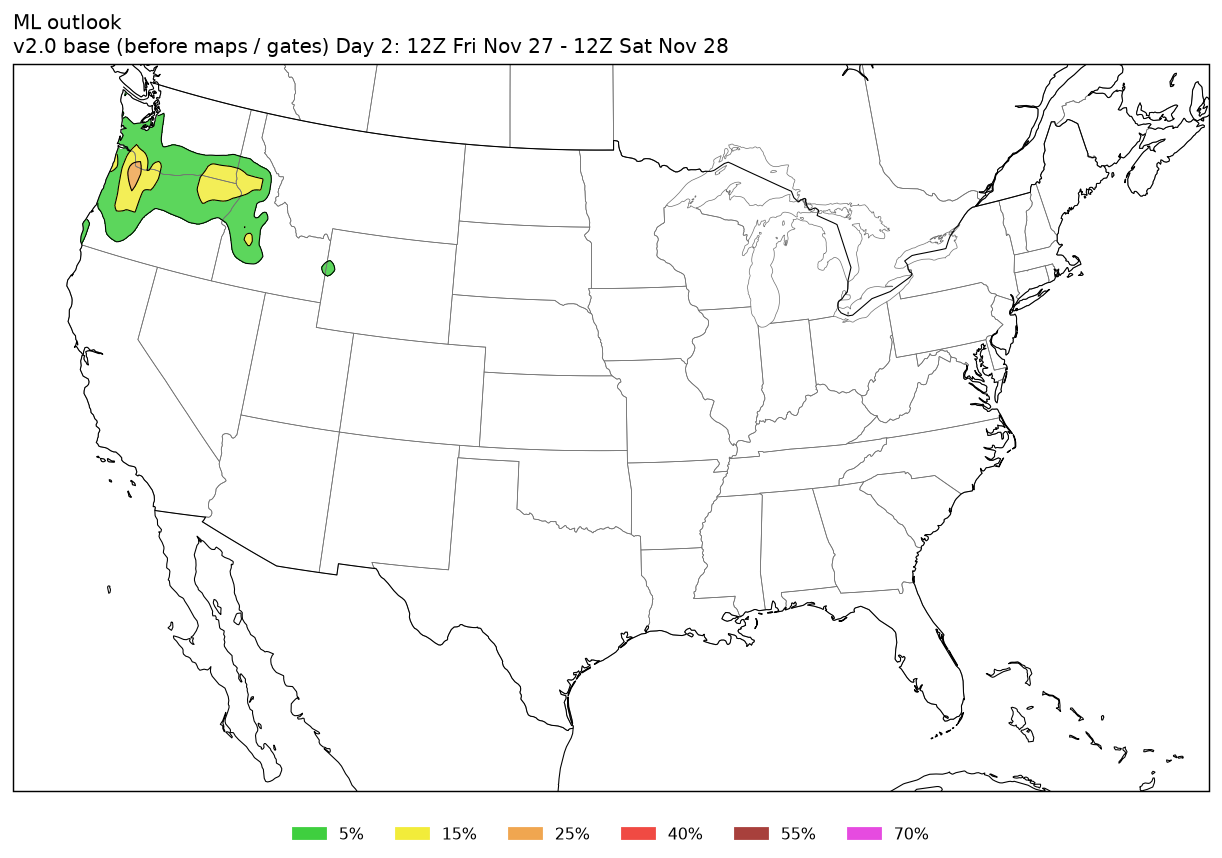 ML outlook
v2.0 base (before maps / gates) Day 2: 12Z Fri Nov 27 - 12Z Sat Nov 28
5% 15% 25% 40% 55% 70%